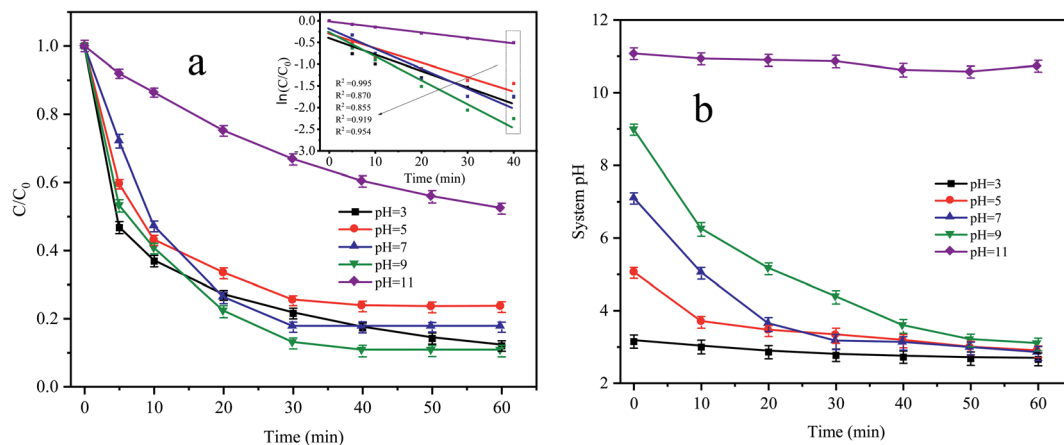 a
C/C0
1.0
0.8
0.6
0.4
0.2
0.0
0 10 20 30 40 50 60
Time (min)
pH=3
pH=5
pH=7
pH=9
pH=11
ln(C/C0)
0.0
-0.5
-1.0
-1.5
-2.0
-2.5
-3.0
R²=0.995
R²=0.870
R²=0.855
R²=0.919
R²=0.954
0 10 20 30 40
Time (min)
b
System pH
12
10
8
6
4
2
0 10 20 30 40 50 60
Time (min)
pH=3
pH=5
pH=7
pH=9
pH=11